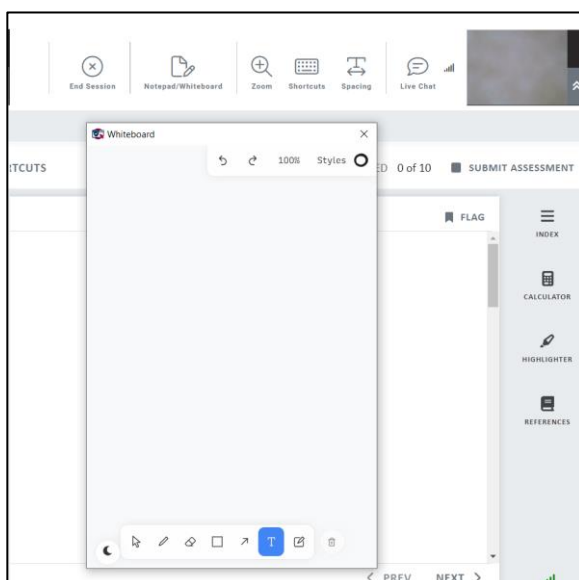 End Session Notepad/Whiteboard Zoom Shortcuts Spacing Live Chat
Whiteboard
100% Styles
0 of 10 SUBMIT ASSESSMENT
FLAG
INDEX
CALCULATOR
HIGHLIGHTER
REFERENCES
T
PREV NEXT